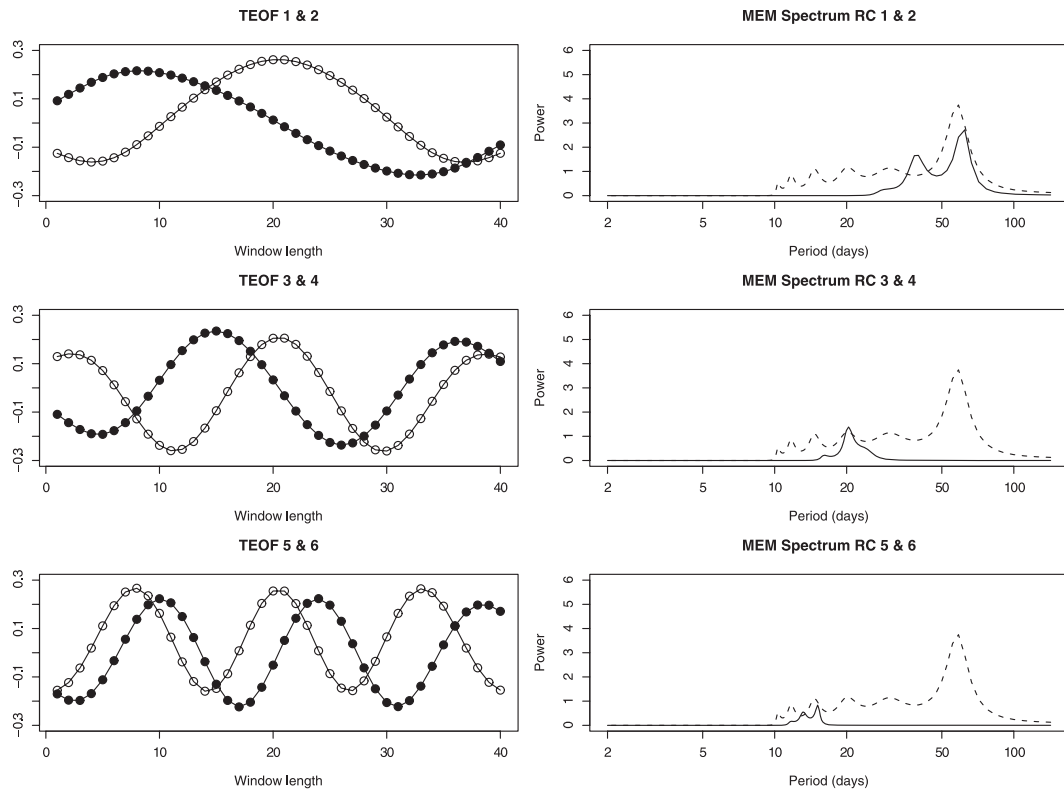 TEOF 1 & 2
0.3
0.1
−0.1
−0.3
0 10 20 30 40
Window length
MEM Spectrum RC 1 & 2
Power
6
5
4
3
2
1
0
2 5 10 20 50 100
Period (days)
TEOF 3 & 4
0.3
0.1
−0.1
−0.3
0 10 20 30 40
Window length
MEM Spectrum RC 3 & 4
Power
6
5
4
3
2
1
0
2 5 10 20 50 100
Period (days)
TEOF 5 & 6
0.3
0.1
−0.1
−0.3
0 10 20 30 40
Window length
MEM Spectrum RC 5 & 6
Power
6
5
4
3
2
1
0
2 5 10 20 50 100
Period (days)